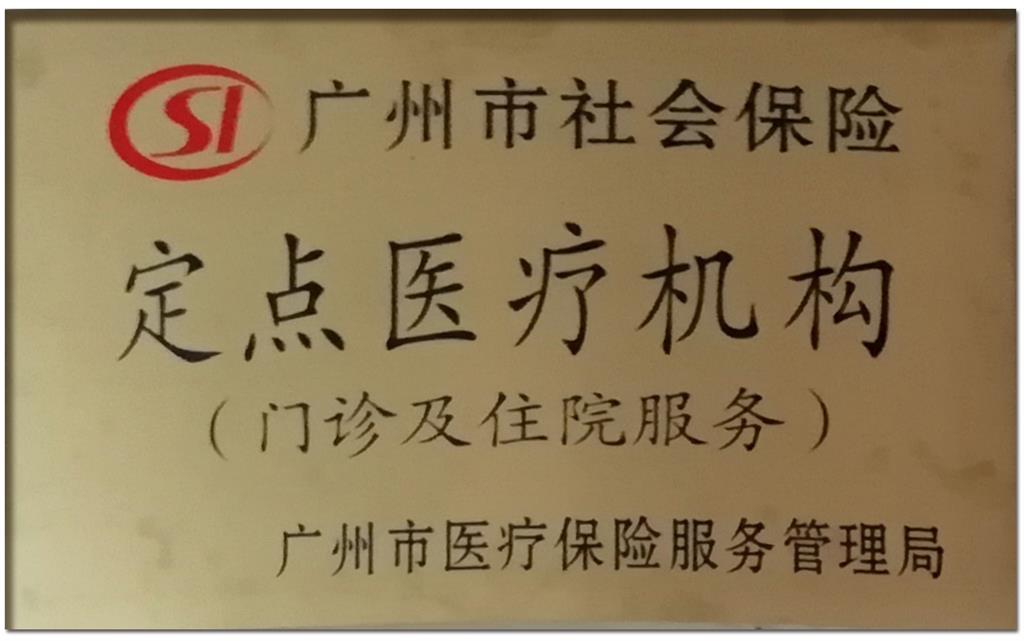 SI 广州市社会保险
定点医疗机构
（门诊及住院服务）
广州市医疗保险服务管理局